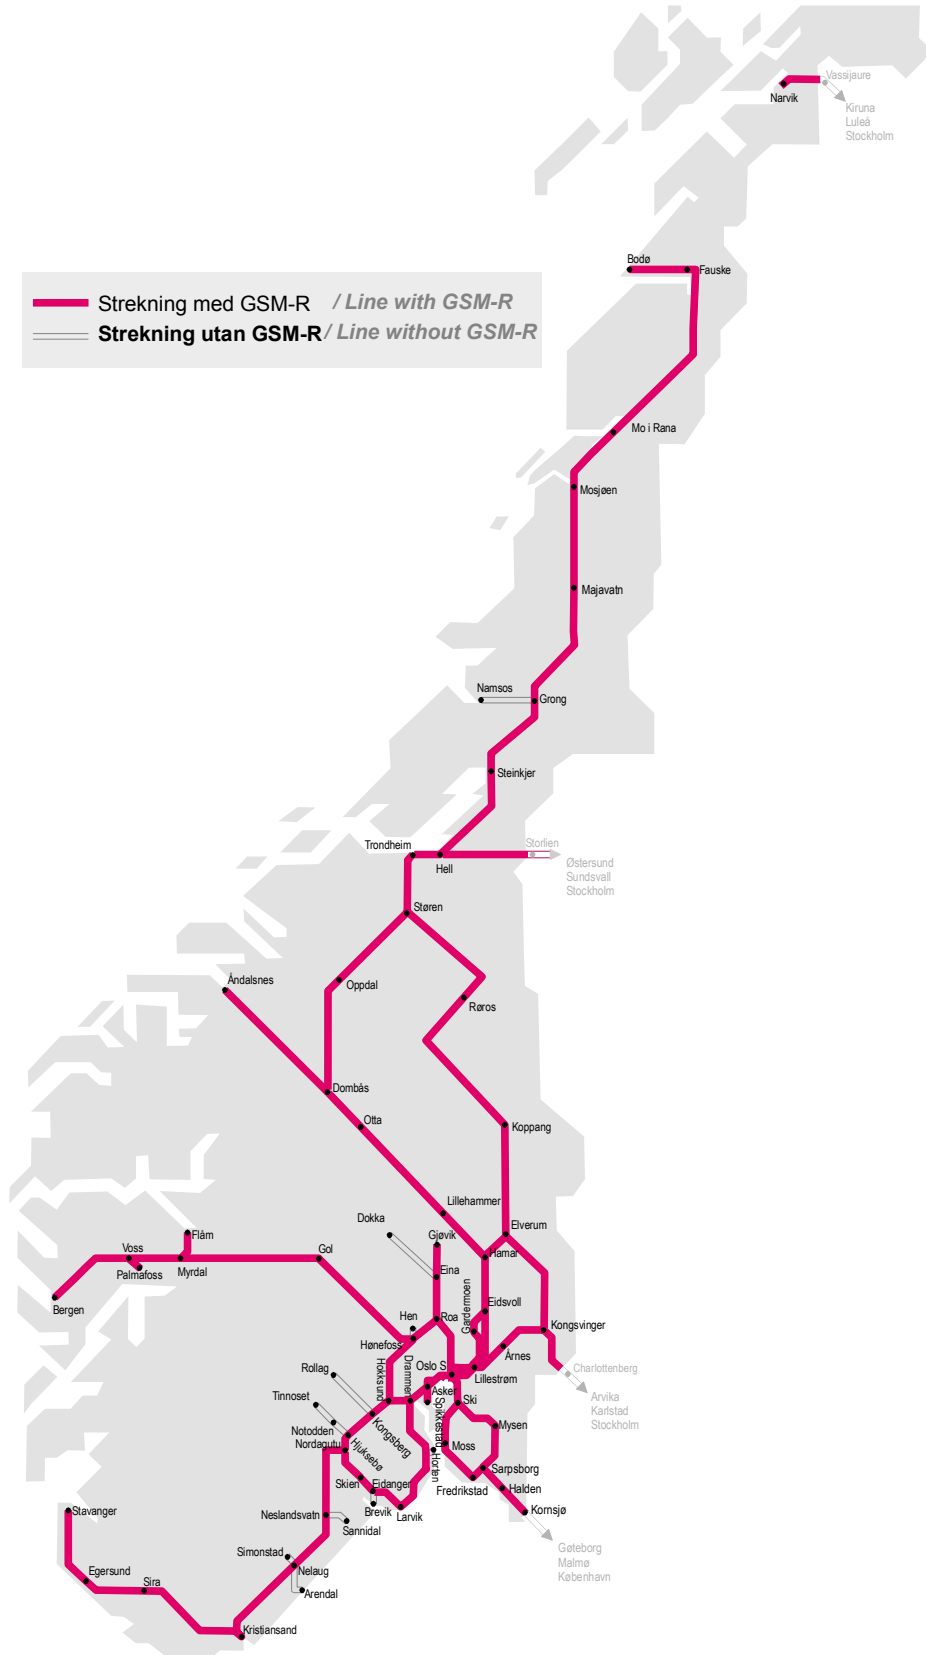 Vassijaure
Narvik
Kiruna
Luleå
Stockholm
Bodø
Fauske
Strekning med GSM-R / Line with GSM-R
Strekning utan GSM-R / Line without GSM-R
Mo i Rana
Mosjøen
Majavatn
Namsos
Grong
Steinkjer
Trondheim
Storlien
Hell
Østersund
Sundsvall
Stockholm
Støren
Åndalsnes
Oppdal
Røros
Dombås
Otta
Koppang
Lillehammer
Dokka
Elverum
Flåm
Gjøvik
Voss
Gol
Hamar
Palmafoss
Myrdal
Eina
Bergen
Gardermoen
Eidsvoll
Hen
Roa
Kongsvinger
Hønefoss
Årnes
Oslo S
Drammen
Lillestrøm
Charlottenberg
Rollag
Hokksund
Asker
Arvika
Karlstad
Stockholm
Tinnoset
Spikkestad
Ski
Notodden
Kongsberg
Mysen
Nordagutu
Hjuksebø
Moss
Horten
Sarpsborg
Skien
Eidanger
Fredrikstad
Halden
Stavanger
Brevik
Larvik
Kornsjø
Neslandsvatn
Sannidal
Simonstad
Gøteborg
Malmø
København
Egersund
Sira
Nelaug
Arendal
Kristiansand